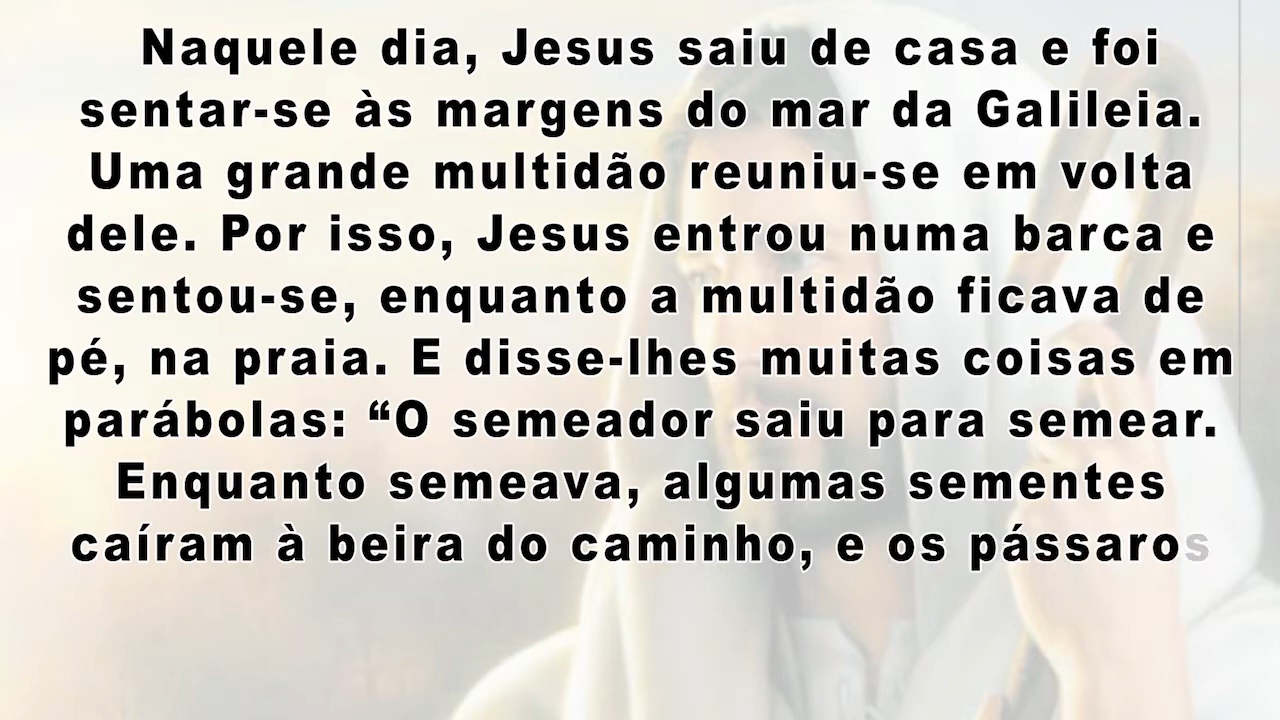 Naquele dia, Jesus saiu de casa e foi
sentar-se às margens do mar da Galileia.
Uma grande multidão reuniu-se em volta
dele. Por isso, Jesus entrou numa barca e
sentou-se, enquanto a multidão ficava de
pé, na praia. E disse-lhes muitas coisas em
parábolas: “O semeador saiu para semear.
Enquanto semeava, algumas sementes
caíram à beira do caminho, e os pássaros